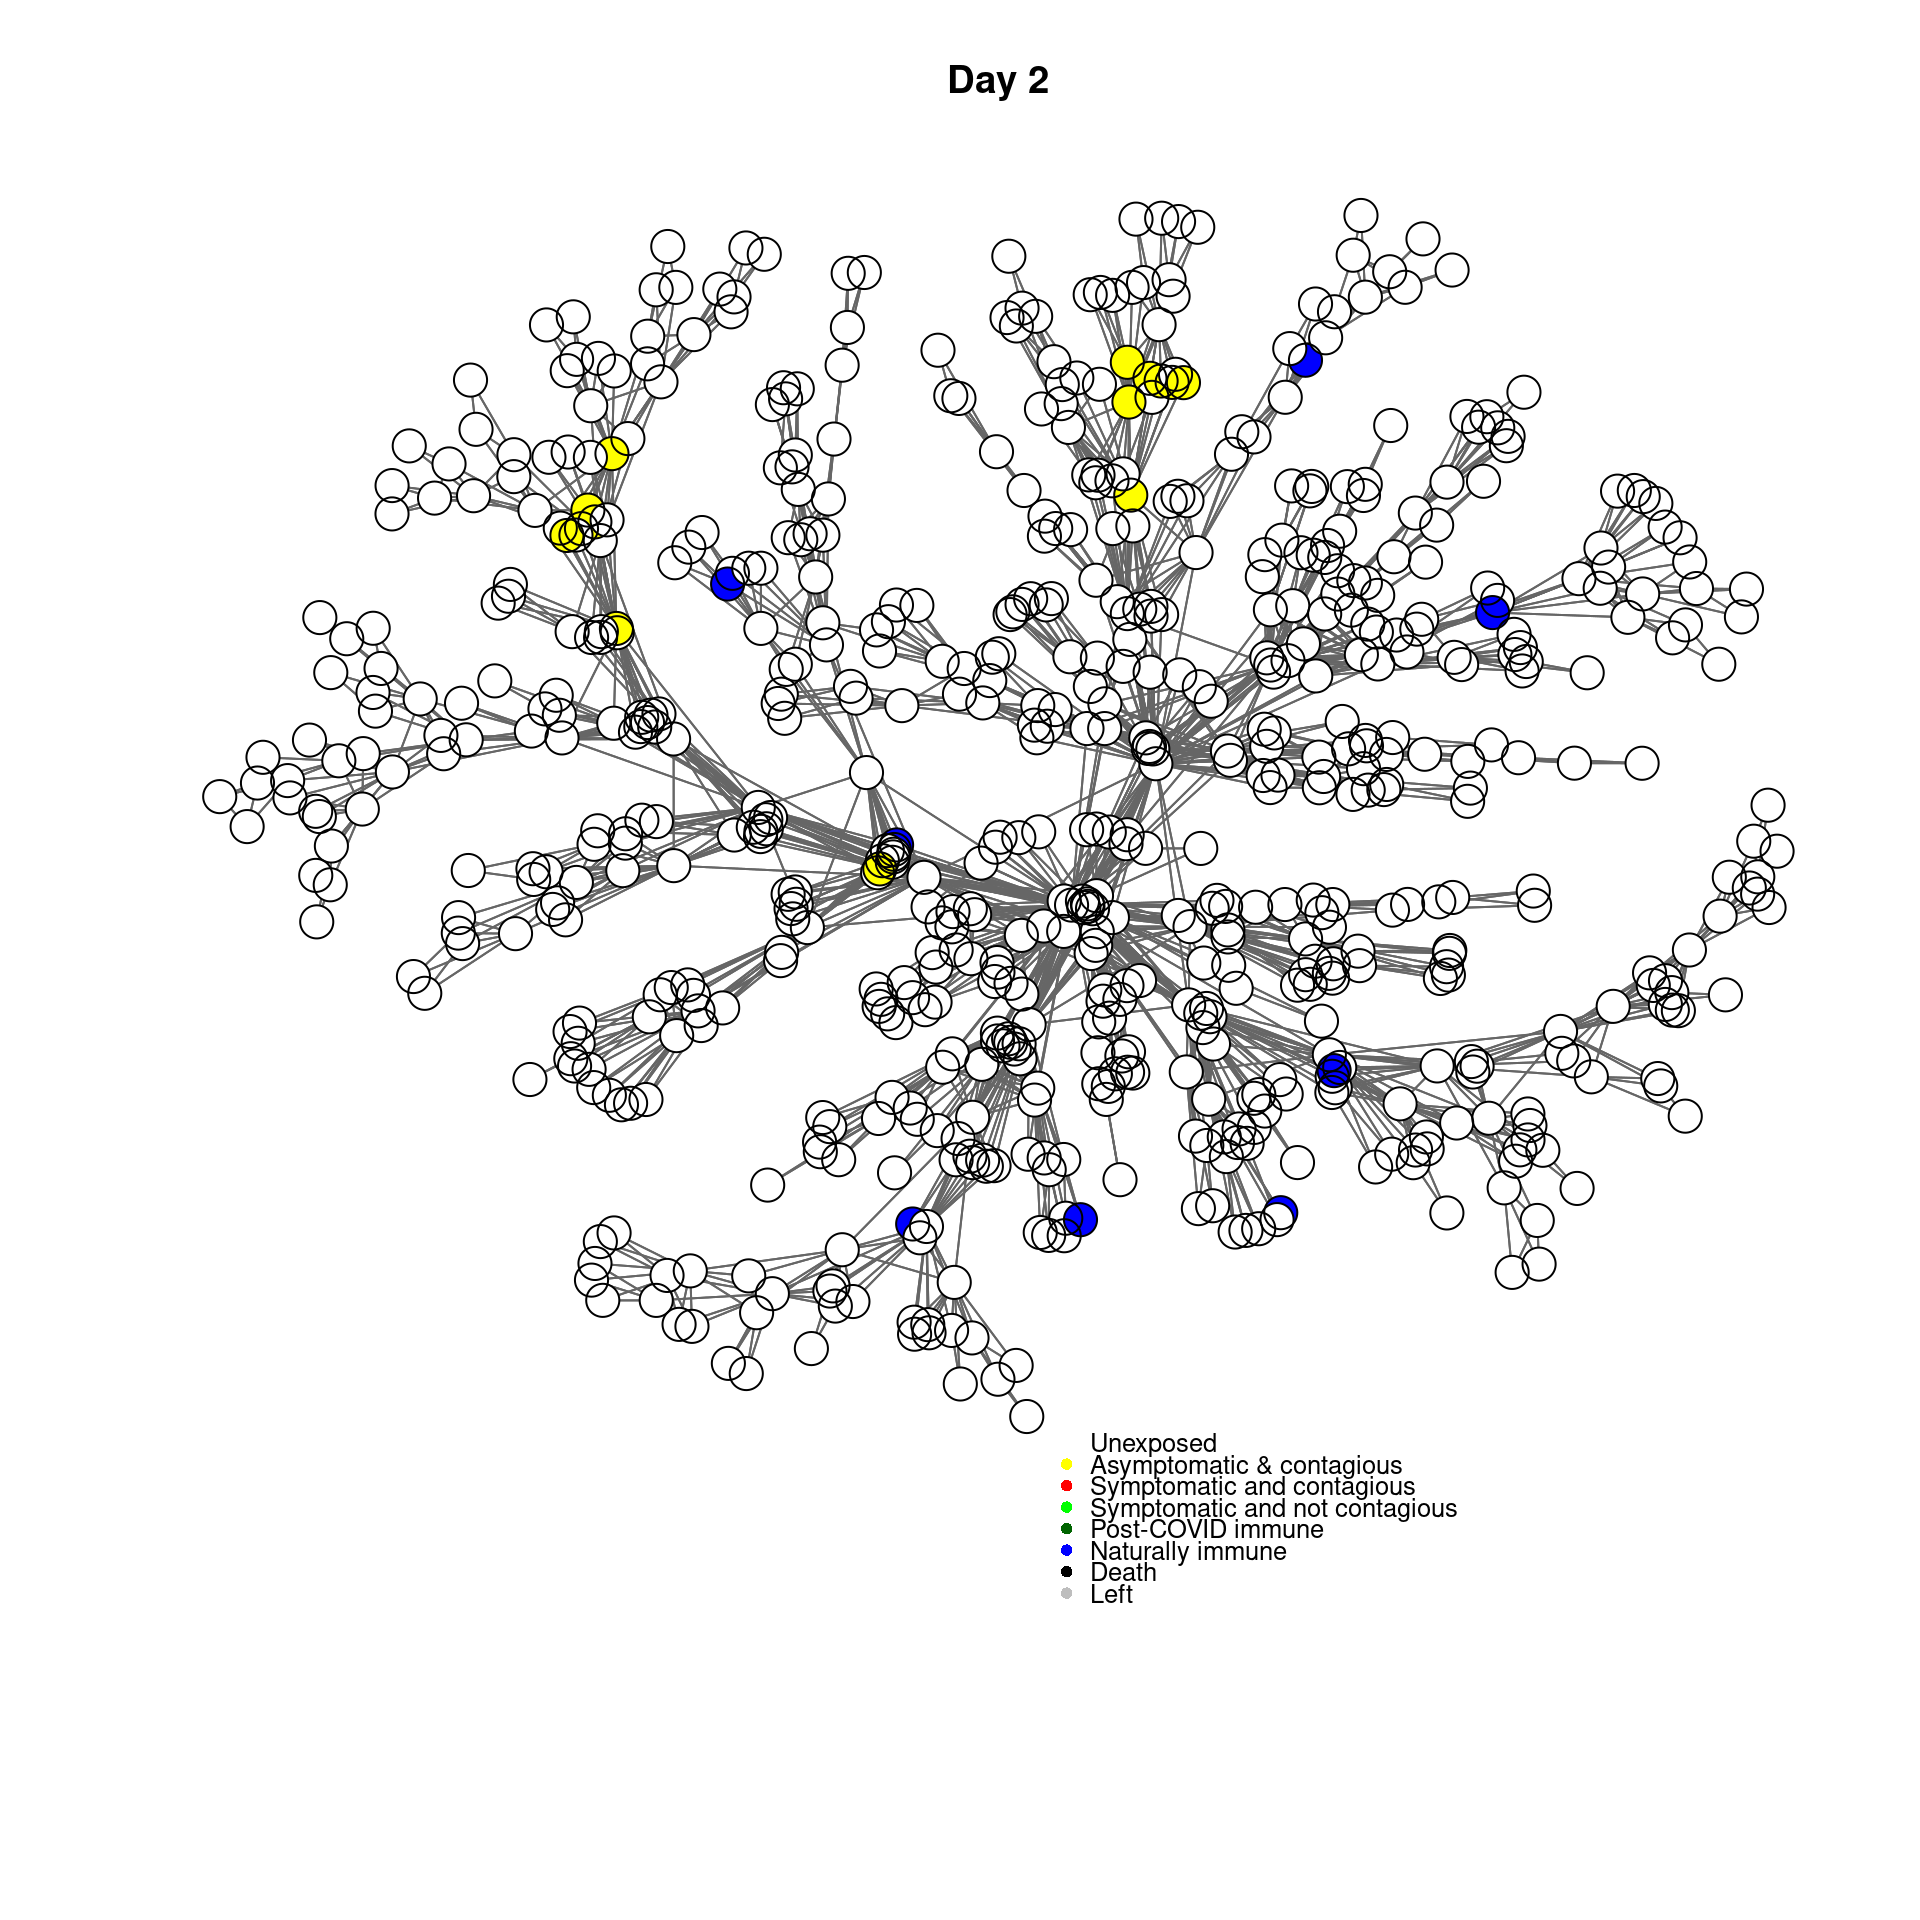 Day 2
Unexposed
Asymptomatic & contagious
Symptomatic and contagious
Symptomatic and not contagious
Post-COVID immune
Naturally immune
Death
Left